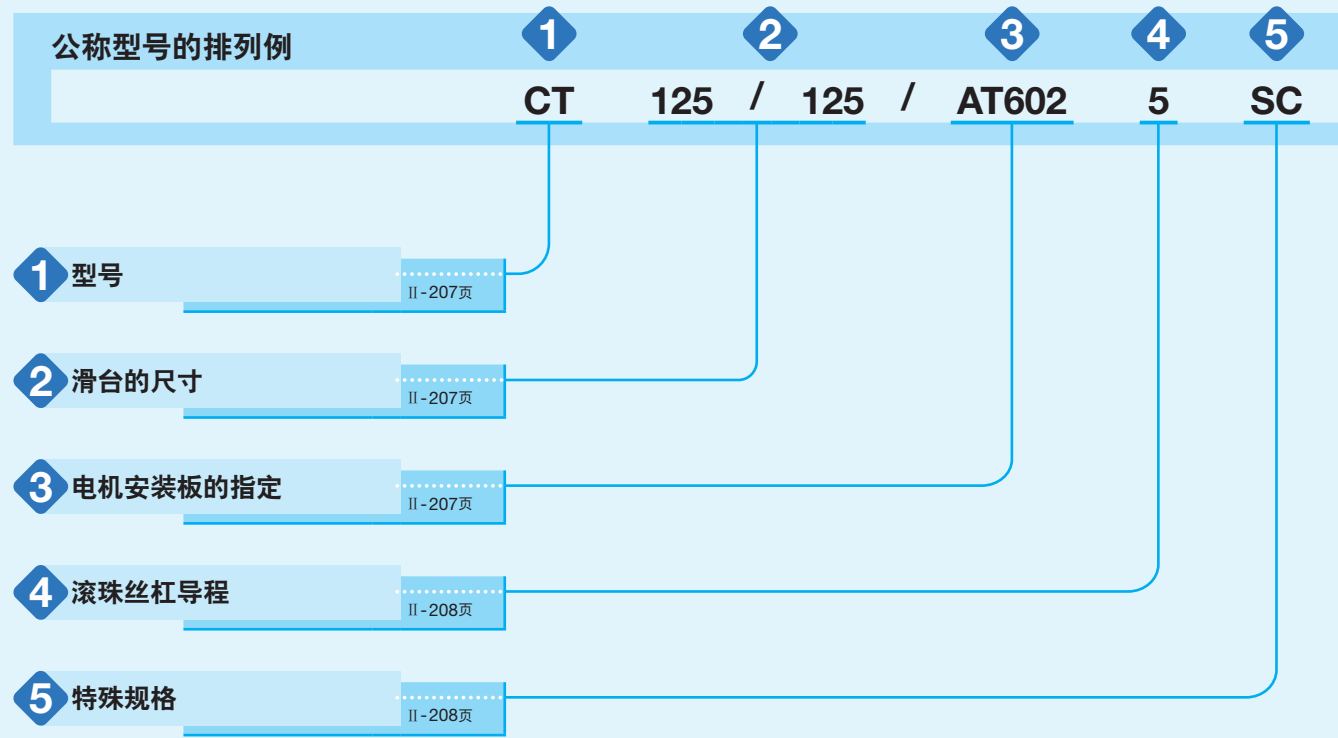 公称型号的排列例
1 2 3 4 5
CT 125 / 125 / AT602 5 SC
1 型号
II-207页
2 滑台的尺寸
II-207页
3 电机安装板的指定
II-207页
4 滚珠丝杠导程
II-208页
5 特殊规格
II-208页